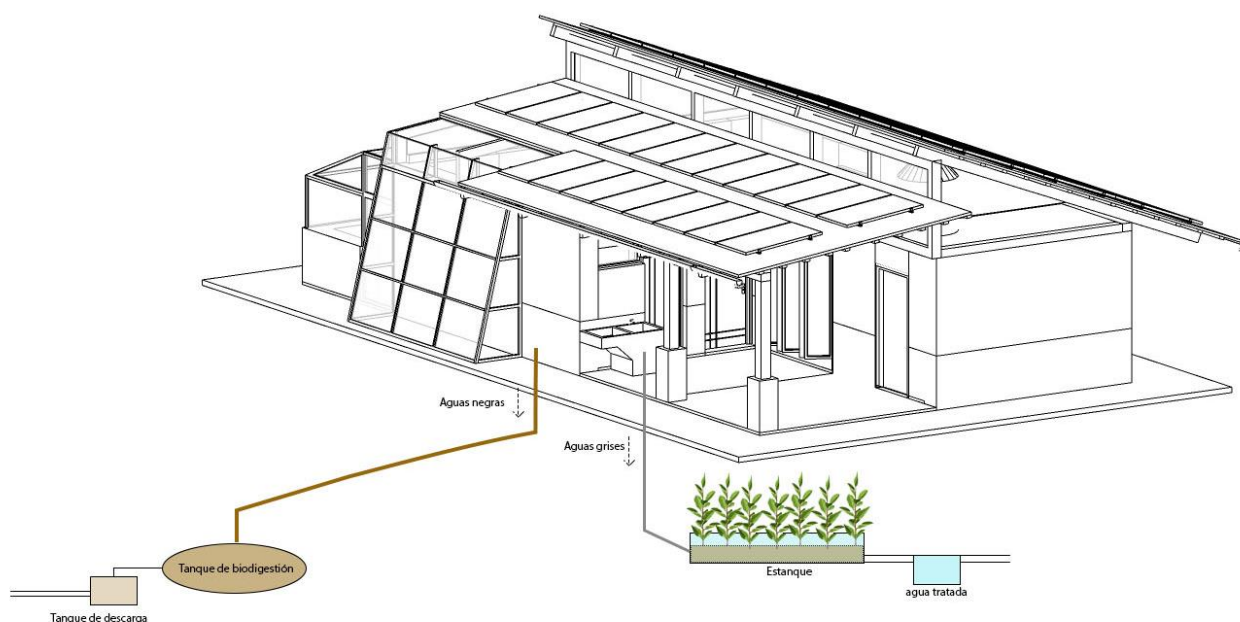 Aguas negras
Aguas grises
Tanque de biodigestión
Estanque
agua tratada
Tanque de descarga